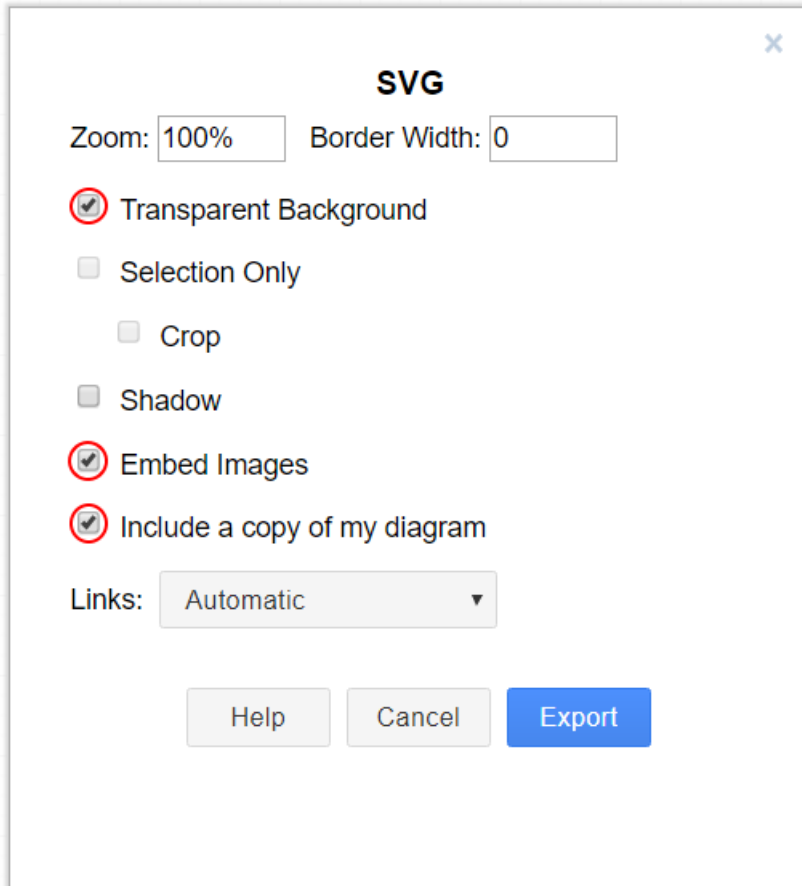 SVG
Zoom: 100% Border Width: 0
Transparent Background
Selection Only
Crop
Shadow
Embed Images
Include a copy of my diagram
Links: Automatic
Help Cancel Export